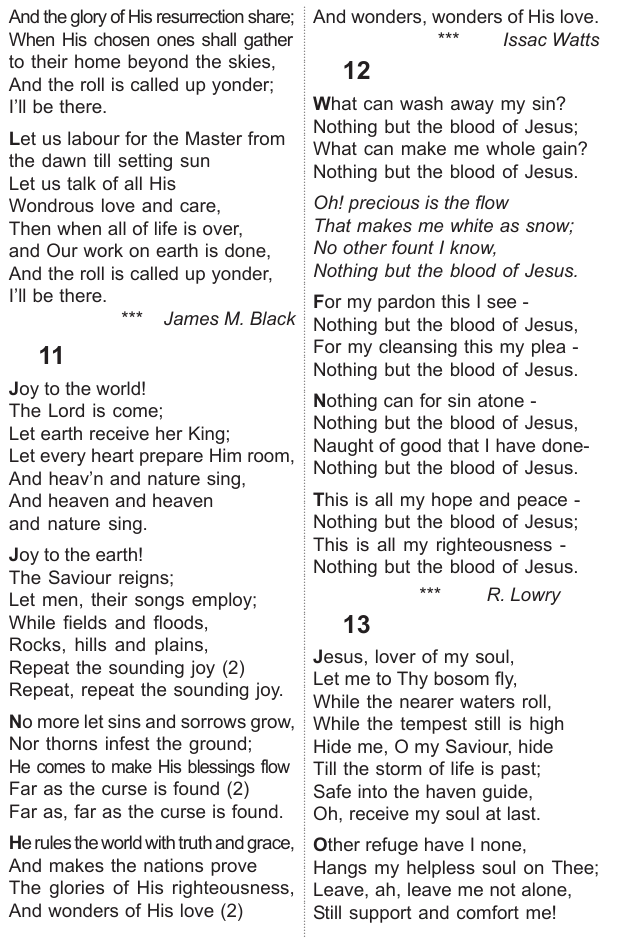 And the glory of His resurrection share;
When His chosen ones shall gather
to their home beyond the skies,
And the roll is called up yonder;
I'll be there.
Let us labour for the Master from
the dawn till setting sun
Let us talk of all His
Wondrous love and care,
Then when all of life is over,
and Our work on earth is done,
And the roll is called up yonder,
I'll be there.
*** James M. Black
11
Joy to the world!
The Lord is come;
Let earth receive her King;
Let every heart prepare Him room,
And heav'n and nature sing,
And heaven and heaven
and nature sing.
Joy to the earth!
The Saviour reigns;
Let men, their songs employ;
While fields and floods,
Rocks, hills and plains,
Repeat the sounding joy (2)
Repeat, repeat the sounding joy.
No more let sins and sorrows grow,
Nor thorns infest the ground;
He comes to make His blessings flow
Far as the curse is found (2)
Far as, far as the curse is found.
He rules the world with truth and grace,
And makes the nations prove
The glories of His righteousness,
And wonders of His love (2)
And wonders, wonders of His love.
*** Issac Watts
12
What can wash away my sin?
Nothing but the blood of Jesus;
What can make me whole gain?
Nothing but the blood of Jesus.
Oh! precious is the flow
That makes me white as snow;
No other fount I know,
Nothing but the blood of Jesus.
For my pardon this I see -
Nothing but the blood of Jesus,
For my cleansing this my plea -
Nothing but the blood of Jesus.
Nothing can for sin atone -
Nothing but the blood of Jesus,
Naught of good that I have done-
Nothing but the blood of Jesus.
This is all my hope and peace -
Nothing but the blood of Jesus;
This is all my righteousness -
Nothing but the blood of Jesus.
*** R. Lowry
13
Jesus, lover of my soul,
Let me to Thy bosom fly,
While the nearer waters roll,
While the tempest still is high
Hide me, O my Saviour, hide
Till the storm of life is past;
Safe into the haven guide,
Oh, receive my soul at last.
Other refuge have I none,
Hangs my helpless soul on Thee;
Leave, ah, leave me not alone,
Still support and comfort me!